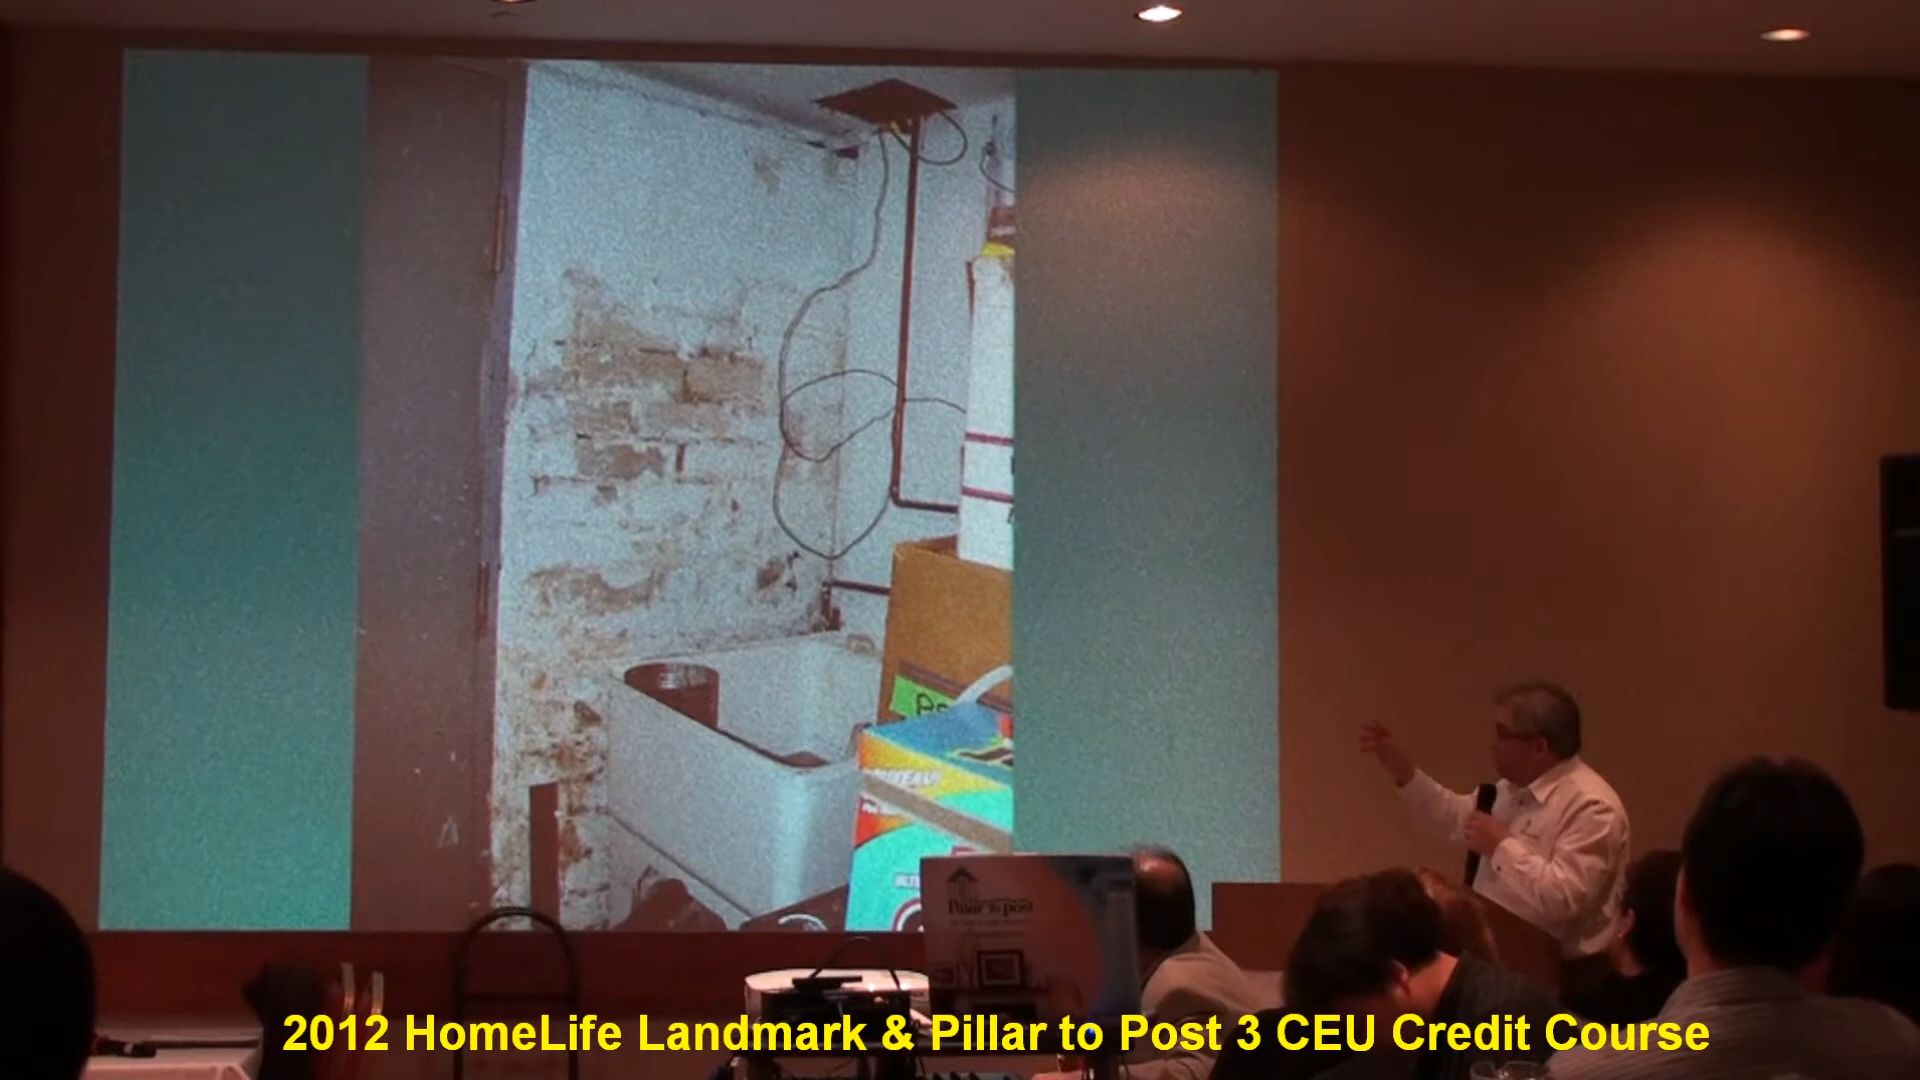 Pillar to post
2012 HomeLife Landmark & Pillar to Post 3 CEU Credit Course